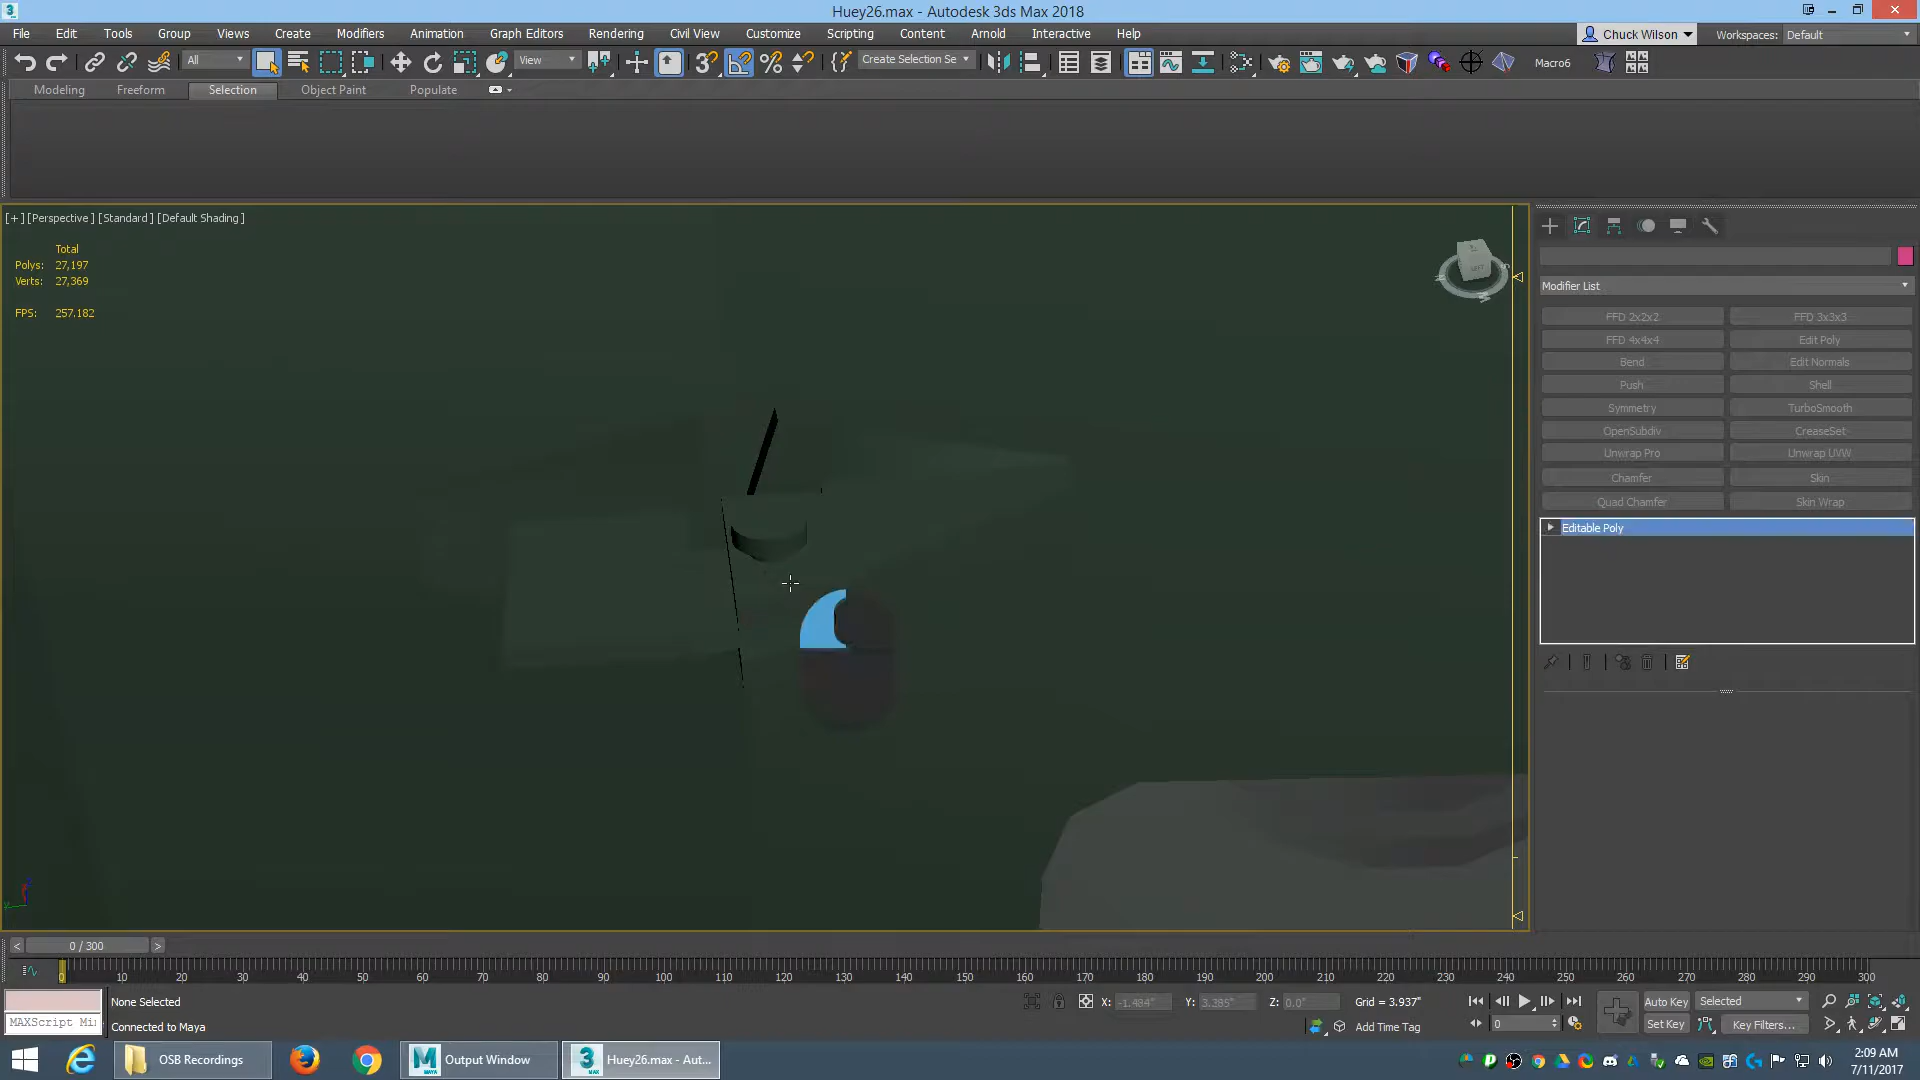 Huey26.max - Autodesk 3ds Max 2018
File Edit Tools Group Views Create Modifiers Animation Graph Editors Rendering Civil View Customize Scripting Content Arnold Interactive Help Chuck Wilson Workspaces: Default
All View Create Selection Se Macro6
Modeling Freeform Selection Object Paint Populate
[+] [Perspective] [Standard] [Default Shading]
Total
Polys: 27,197
Verts: 27,369
FPS: 257.182
LEFT
Modifier List
FFD 2x2x2 FFD 3x3x3
FFD 4x4x4 Edit Poly
Bend Edit Normals
Push Shell
Symmetry TurboSmooth
OpenSubdiv CreaseSet
Unwrap Pro Unwrap UVW
Chamfer Skin
Quad Chamfer Skin Wrap
Editable Poly
< 0 / 300 >
0 10 20 30 40 50 60 70 80 90 100 110 120 130 140 150 160 170 180 190 200 210 220 230 240 250 260 270 280 290 300
None Selected X: -1.484" Y: 3.385" Z: 0.0" Grid = 3.937" Auto Key Selected
MAXScript Mi Connected to Maya Add Time Tag 0 Set Key Key Filters...
OSB Recordings Output Window Huey26.max - Aut...
2:09 AM
7/11/2017